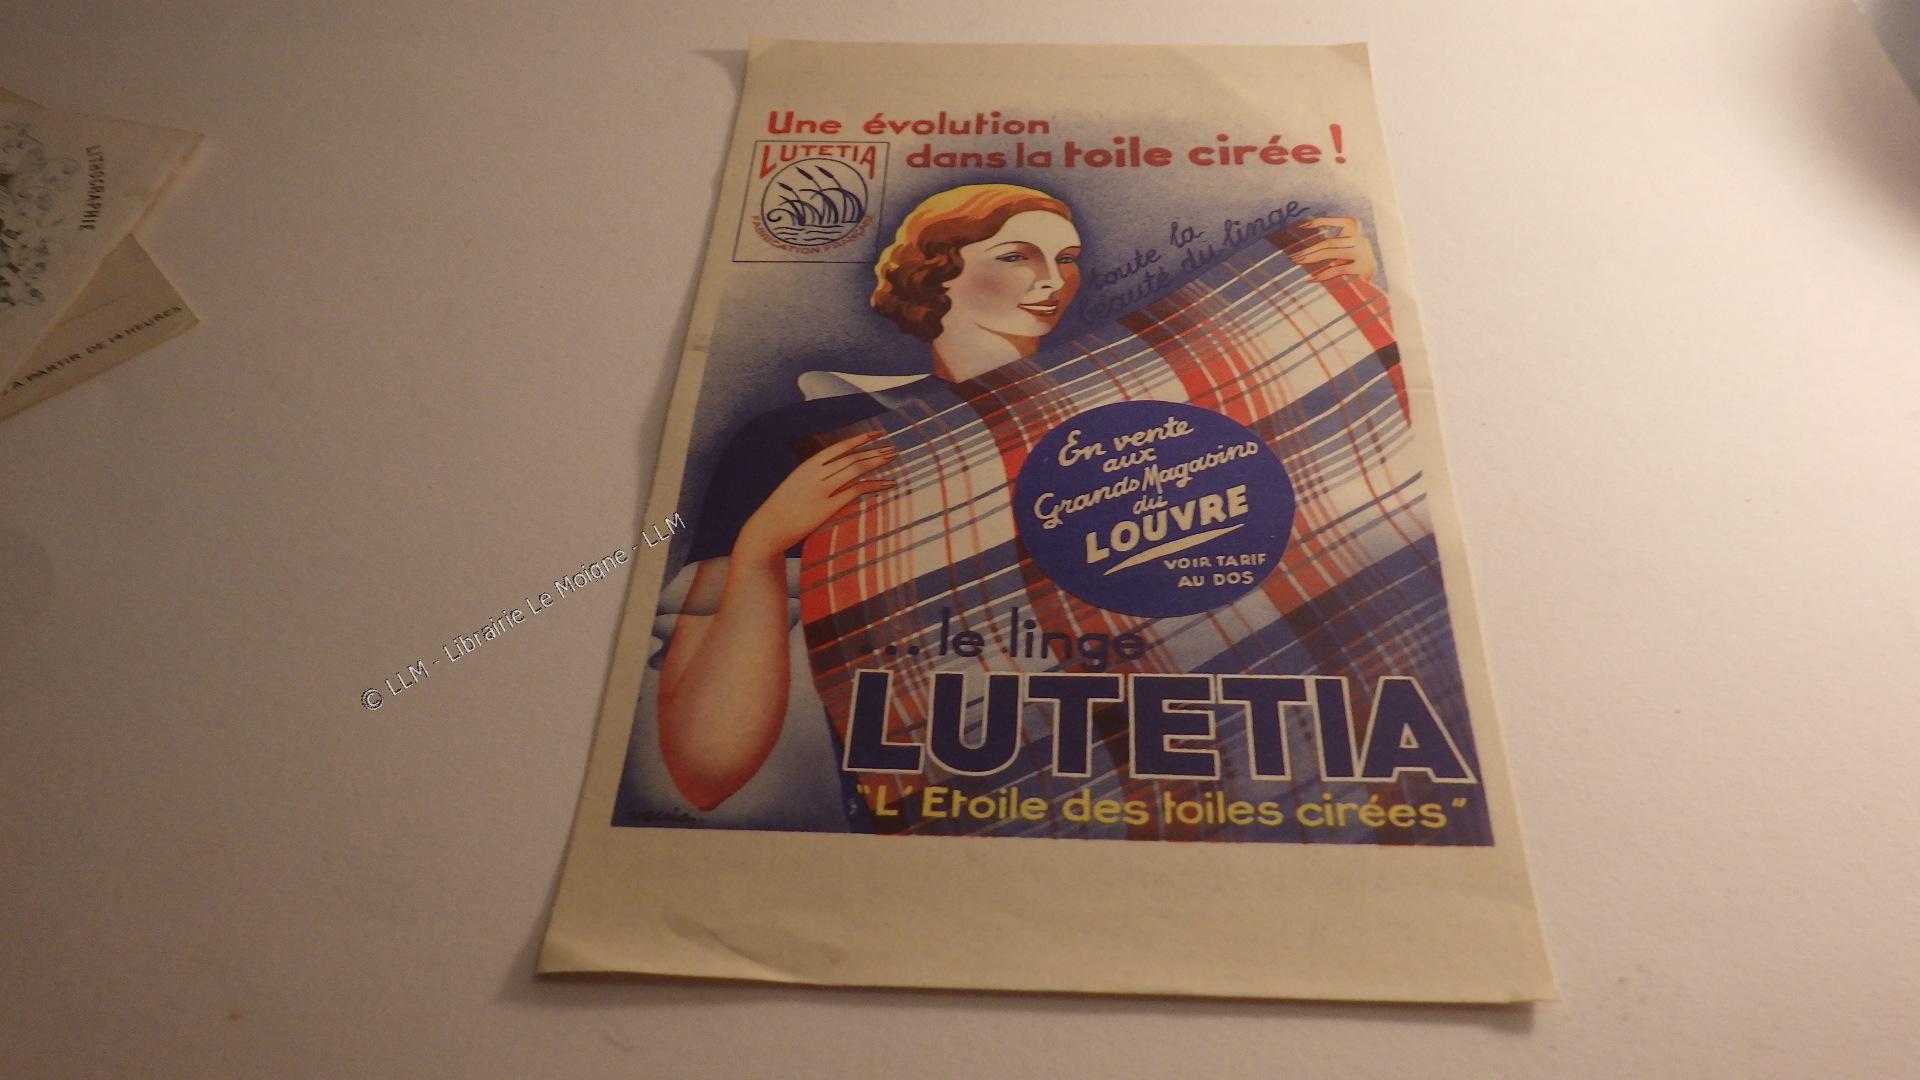 Une évolution
dans la toile cirée !
LUTETIA
FABRICATION FRANÇAISE
toute la
beauté du linge
En vente
aux
Grands Magasins
du
LOUVRE
VOIR TARIF
AU DOS
... le linge
LUTETIA
"L'Etoile des toiles cirées"
LITHOGRAPHIE
À PARTIR DE 14 HEURES
© LLM - Librairie Le Moigne - LLM